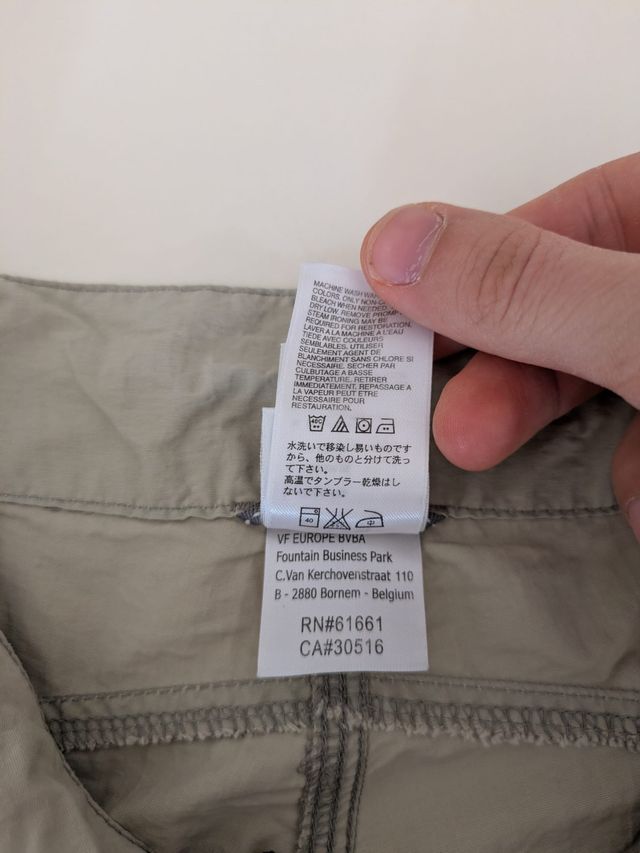 MACHINE WASH
COLORS. ONLY
BLEACH WHEN NEEDED.
DRY LOW. REMOVE
STEAM IRONING MAY BE
REQUIRED FOR RESTORATION.
LAVER A LA MACHINE A L'EAU
TIEDE AVEC COULEURS
SEMBLABLES. UTILISER
SEULEMENT AGENT DE
BLANCHIMENT SANS CHLORE SI
NECESSAIRE. SECHER PAR
CULBUTAGE A BASSE
TEMPERATURE. RETIRER
IMMEDIATEMENT. REPASSAGE A
LA VAPEUR PEUT ETRE
NECESSAIRE POUR
RESTAURATION.
40C
水洗いで移染し易いものです
から、他のものと分けて洗っ
て下さい。
高温でタンブラー乾燥はし
ないで下さい。
40 中
VF EUROPE BVBA
Fountain Business Park
C.Van Kerchovenstraat 110
B - 2880 Bornem - Belgium
RN#61661
CA#30516